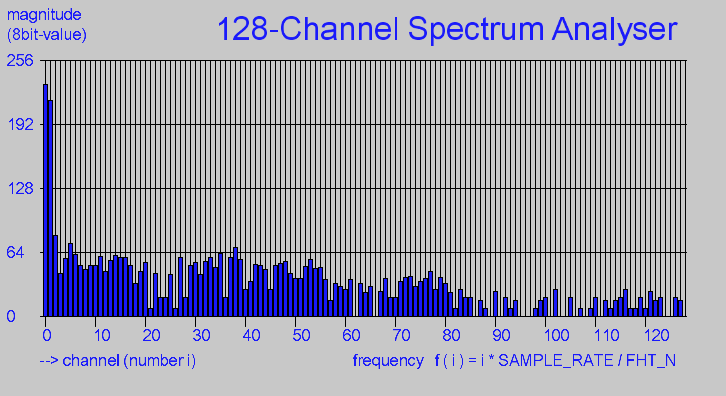 magnitude
(8bit-value)
128-Channel Spectrum Analyser
256
192
128
64
0
0 10 20 30 40 50 60 70 80 90 100 110 120
--> channel (number i) frequency f ( i ) = i * SAMPLE_RATE / FHT_N